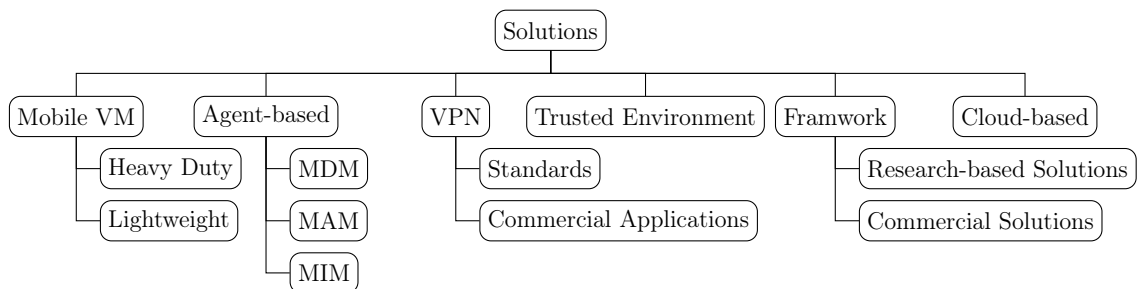 Solutions
Mobile VM
Agent-based
VPN
Trusted Environment
Framwork
Cloud-based
Heavy Duty
MDM
Standards
Research-based Solutions
Lightweight
MAM
Commercial Applications
Commercial Solutions
MIM